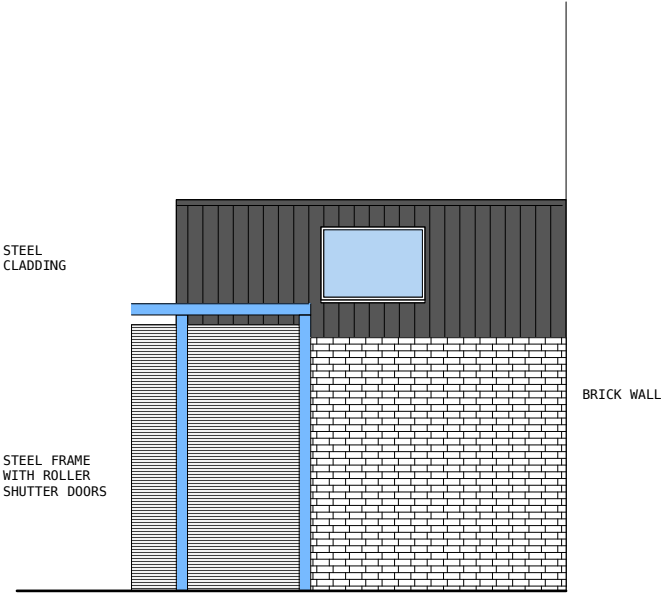 STEEL
CLADDING
BRICK WALL
STEEL FRAME
WITH ROLLER
SHUTTER DOORS